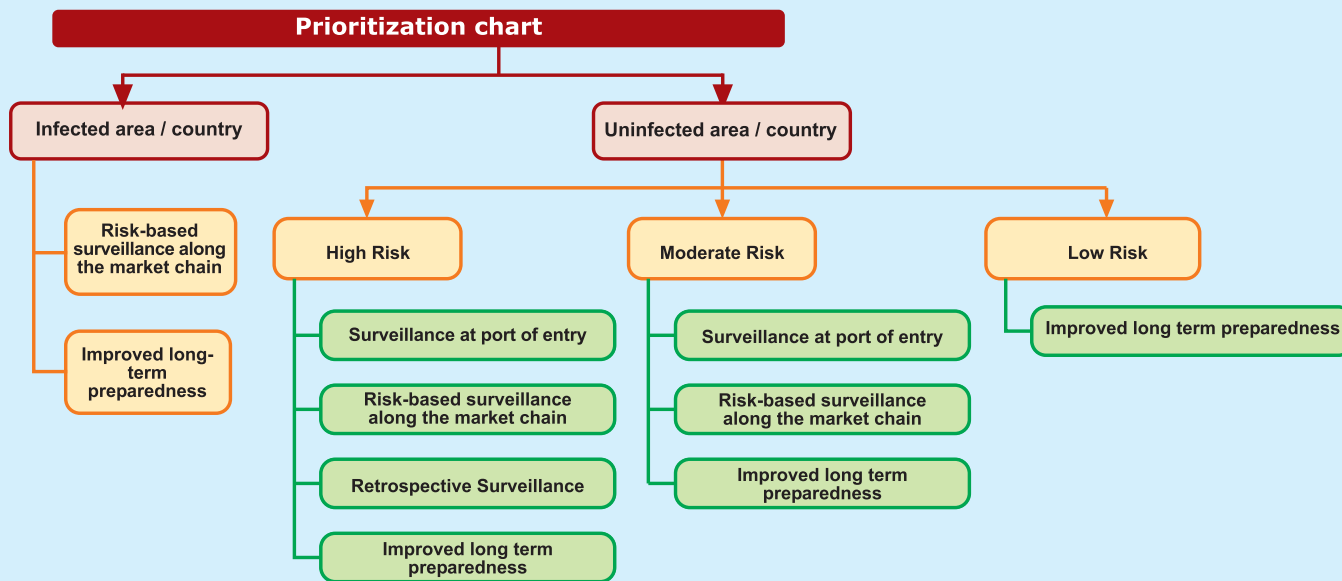 Prioritization chart
Infected area / country
Uninfected area / country
Risk-based
surveillance along
the market chain
Improved long-
term
preparedness
High Risk
Surveillance at port of entry
Risk-based surveillance
along the market chain
Retrospective Surveillance
Improved long term
preparedness
Moderate Risk
Surveillance at port of entry
Risk-based surveillance
along the market chain
Improved long term
preparedness
Low Risk
Improved long term preparedness